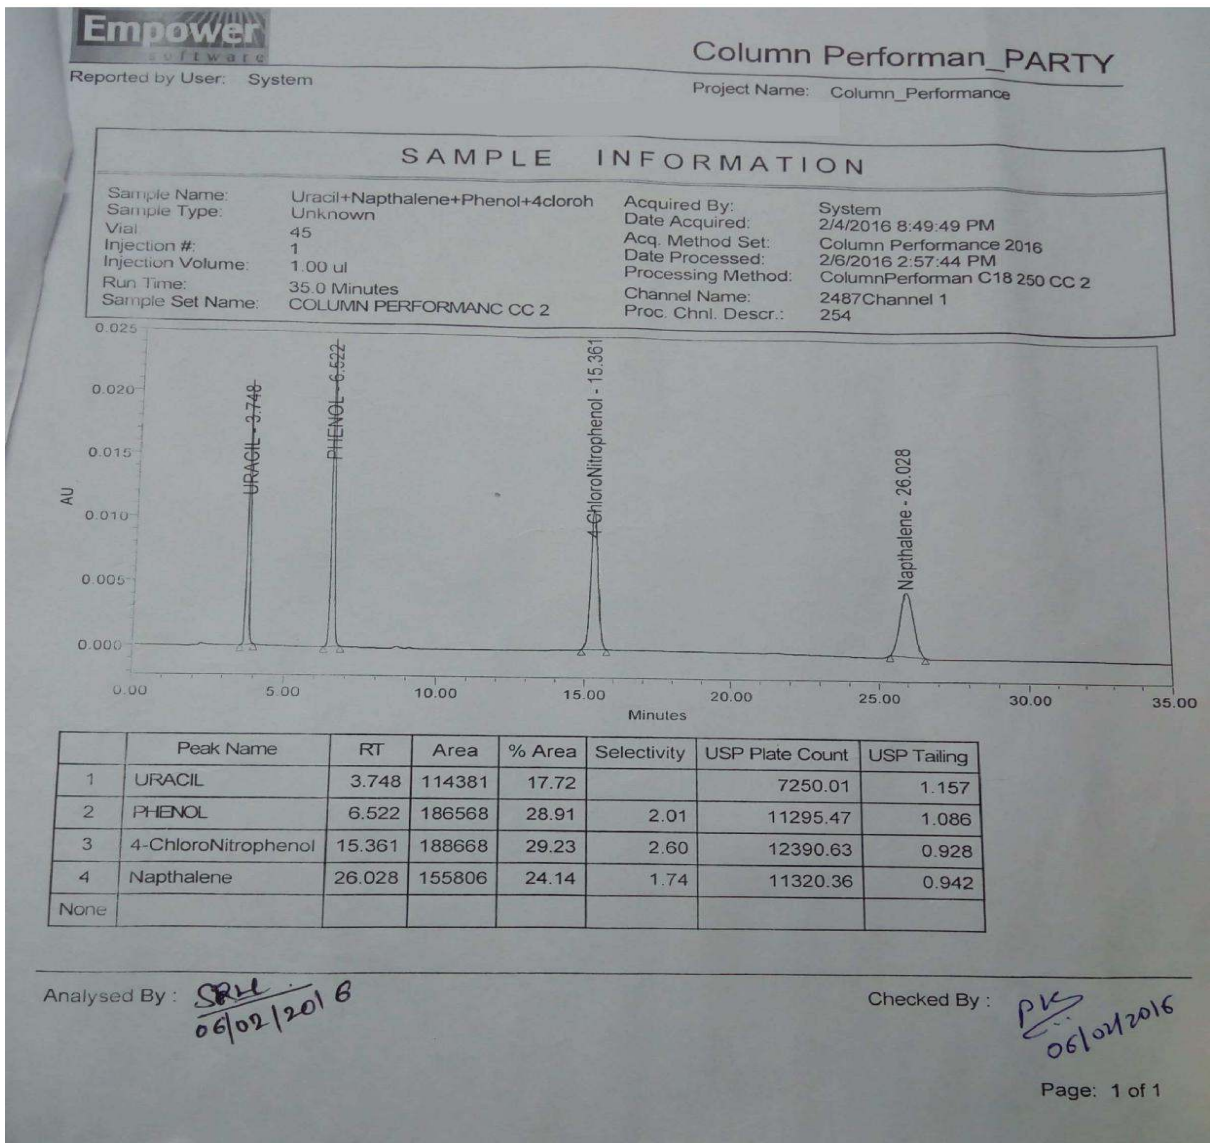 Empower
software
Column Performan_PARTY
Reported by User: System
Project Name: Column_Performance
SAMPLE INFORMATION
Sample Name: Uracil+Napthalene+Phenol+4cloroh
Sample Type: Unknown
Vial: 45
Injection #: 1
Injection Volume: 1.00 ul
Run Time: 35.0 Minutes
Sample Set Name: COLUMN PERFORMANC CC 2
Acquired By: System
Date Acquired: 2/4/2016 8:49:49 PM
Acq. Method Set: Column Performance 2016
Date Processed: 2/6/2016 2:57:44 PM
Processing Method: ColumnPerforman C18 250 CC 2
Channel Name: 2487Channel 1
Proc. Chnl. Descr.: 254
0.025
0.020
0.015
0.010
0.005
0.000
AU
URACIL - 3.748
PHENOL - 6.522
4-ChloroNitrophenol - 15.361
Napthalene - 26.028
0.00 5.00 10.00 15.00 20.00 25.00 30.00 35.00
Minutes
Peak Name RT Area % Area Selectivity USP Plate Count USP Tailing
1 URACIL 3.748 114381 17.72 7250.01 1.157
2 PHENOL 6.522 186568 28.91 2.01 11295.47 1.086
3 4-ChloroNitrophenol 15.361 188668 29.23 2.60 12390.63 0.928
4 Napthalene 26.028 155806 24.14 1.74 11320.36 0.942
None
Analysed By :
06/02/2016
Checked By :
06/02/2016
Page: 1 of 1